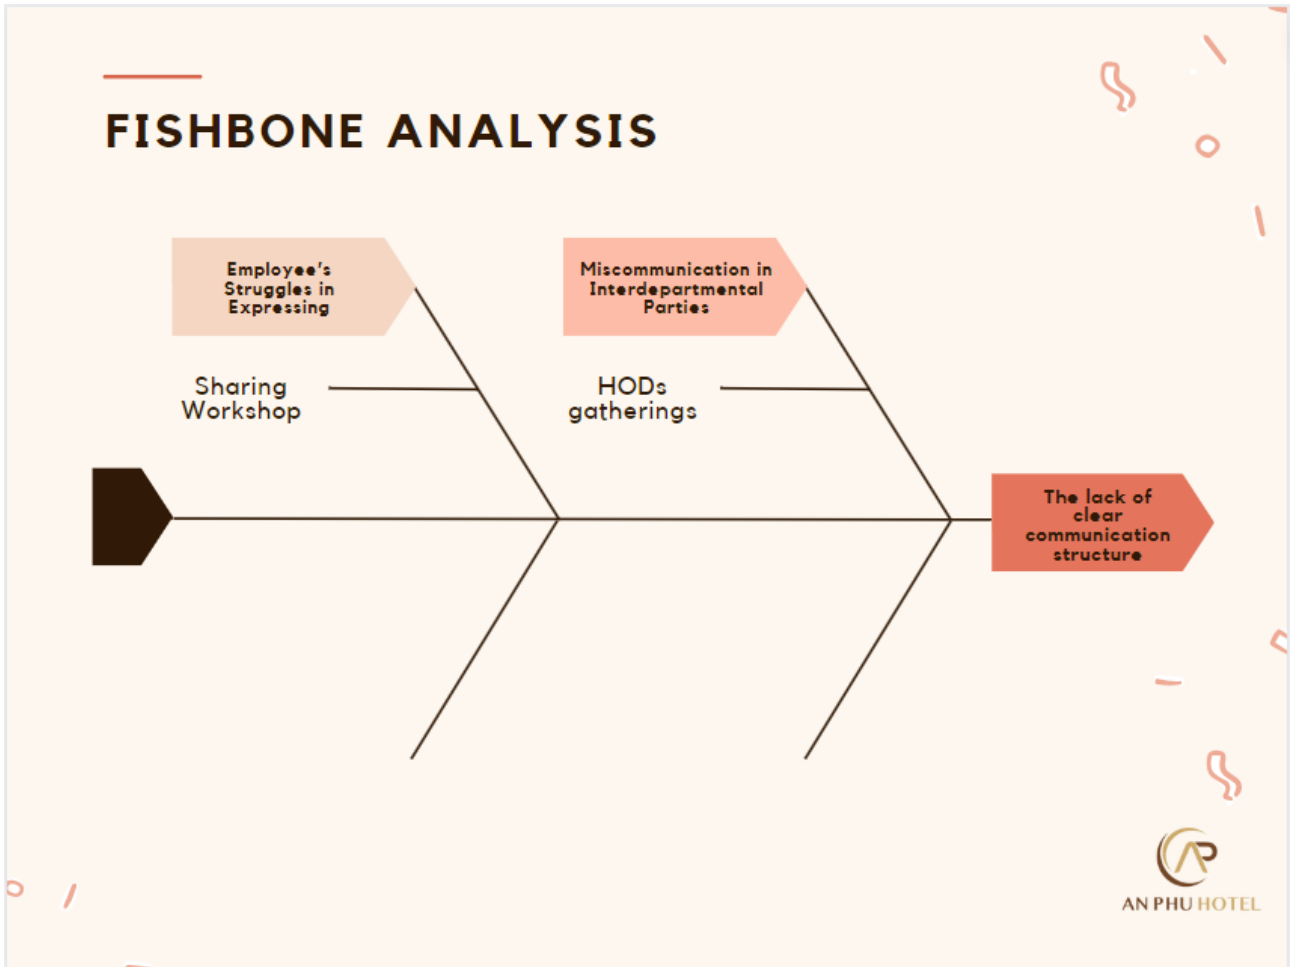 FISHBONE ANALYSIS
Employee's
Struggles in
Expressing
Miscommunication in
Interdepartmental
Parties
Sharing
Workshop
HODs
gatherings
The lack of
clear
communication
structure
AP
AN PHU HOTEL